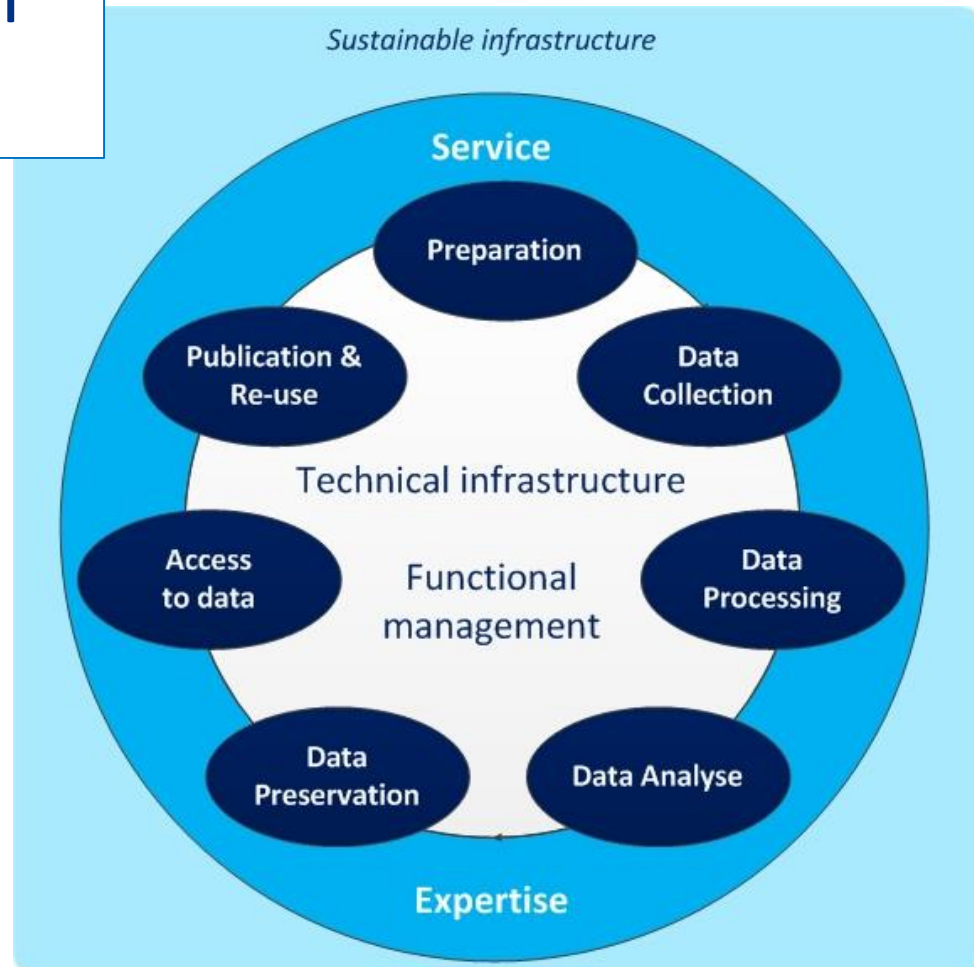 Sustainable infrastructure
Service
Preparation
Publication &
Re-use
Data
Collection
Technical infrastructure
Access
to data
Functional
management
Data
Processing
Data
Preservation
Data Analyse
Expertise